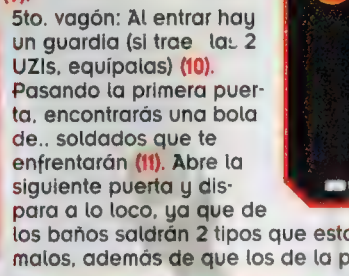 5to. vagón: Al entrar hay
un guardia (si trae las 2
UZIs, equípalas) (10).
Pasando la primera puer-
ta, encontrarás una bola
de.. soldados que te
enfrentarán (11). Abre la
siguiente puerta y dis-
para a lo loco, ya que de
los baños saldrán 2 tipos que est
malos, además de que los de la p